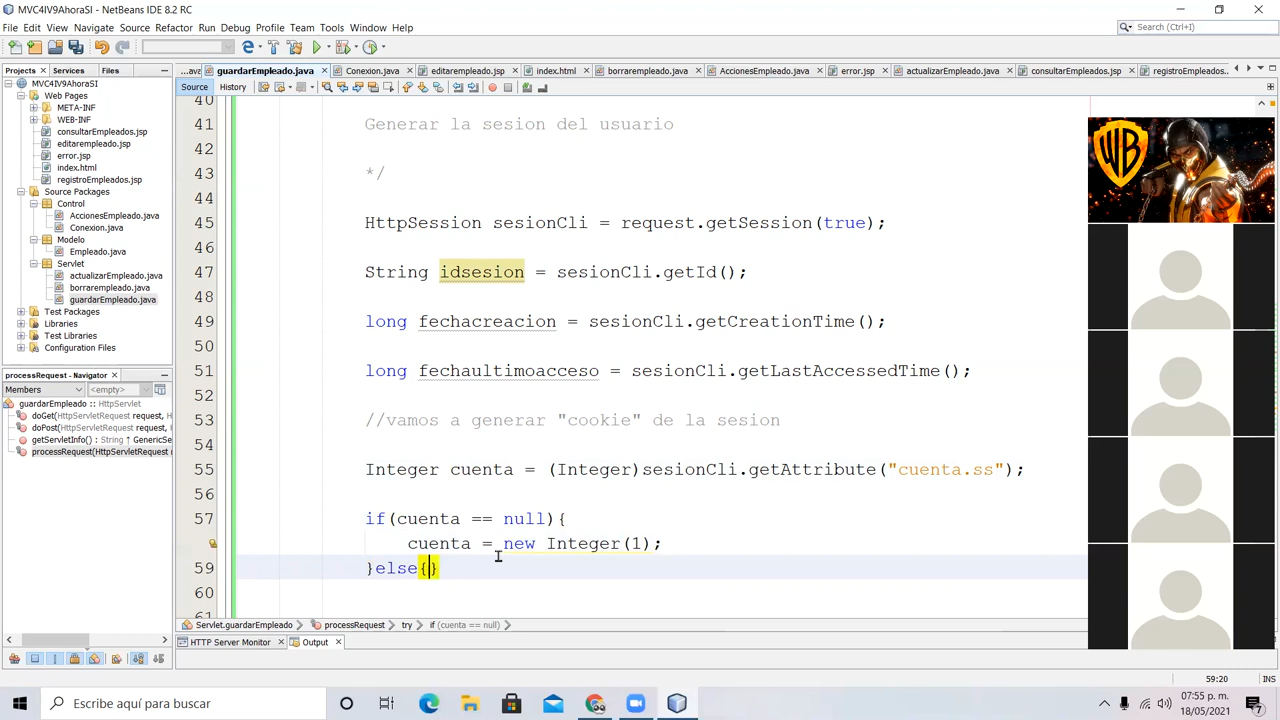 MVC4IV9AhoraSI - NetBeans IDE 8.2 RC
File Edit View Navigate Source Refactor Run Debug Profile Team Tools Window Help
Search (Ctrl+I)
Projects Services Files
...ava guardarEmpleado.java Conexion.java editarempleado.jsp index.html borrarempleado.java AccionesEmpleado.java error.jsp actualizarEmpleado.java consultarEmpleados.jsp registroEmplea
Source History
MVC4IV9AhoraSI
Web Pages
META-INF
WEB-INF
consultarEmpleados.jsp
editarempleado.jsp
error.jsp
index.html
registroEmpleados.jsp
Source Packages
Control
AccionesEmpleado.java
Conexion.java
Modelo
Empleado.java
Servlet
actualizarEmpleado.java
borrarempleado.java
guardarEmpleado.java
Test Packages
Libraries
Test Libraries
Configuration Files
processRequest - Navigator
Members <empty>
guardarEmpleado :: HttpServlet
doGet(HttpServletRequest request, H
doPost(HttpServletRequest request,
getServletInfo() : String ↑ GenericSe
processRequest(HttpServletRequest r
40
41 Generar la sesion del usuario
42
43 */
44
45 HttpSession sesionCli = request.getSession(true);
46
47 String idsesion = sesionCli.getId();
48
49 long fechacreacion = sesionCli.getCreationTime();
50
51 long fechaultimoacceso = sesionCli.getLastAccessedTime();
52
53 //vamos a generar "cookie" de la sesion
54
55 Integer cuenta = (Integer)sesionCli.getAttribute("cuenta.ss");
56
57 if(cuenta == null){
cuenta = new Integer(1);
59 }else{}
60
61
WB
Servlet.guardarEmpleado processRequest try if (cuenta == null)
HTTP Server Monitor Output
59:20 INS
Escribe aquí para buscar
07:55 p. m.
18/05/2021
7